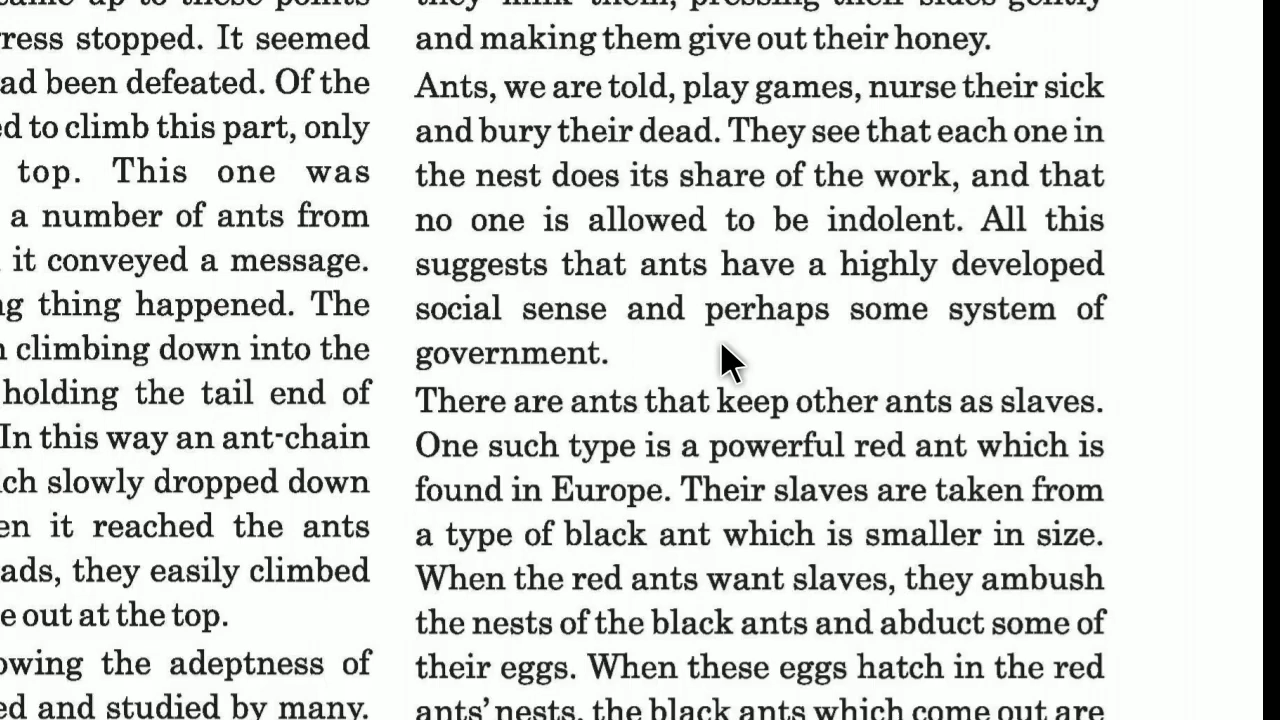 ress stopped. It seemed
ad been defeated. Of the
ed to climb this part, only
top. This one was
a number of ants from
it conveyed a message.
ng thing happened. The
climbing down into the
holding the tail end of
In this way an ant-chain
ch slowly dropped down
en it reached the ants
ads, they easily climbed
e out at the top.
owing the adeptness of
ed and studied by many.
they milk them, pressing their sides gently
and making them give out their honey.
Ants, we are told, play games, nurse their sick
and bury their dead. They see that each one in
the nest does its share of the work, and that
no one is allowed to be indolent. All this
suggests that ants have a highly developed
social sense and perhaps some system of
government.
There are ants that keep other ants as slaves.
One such type is a powerful red ant which is
found in Europe. Their slaves are taken from
a type of black ant which is smaller in size.
When the red ants want slaves, they ambush
the nests of the black ants and abduct some of
their eggs. When these eggs hatch in the red
ants' nests, the black ants which come out are